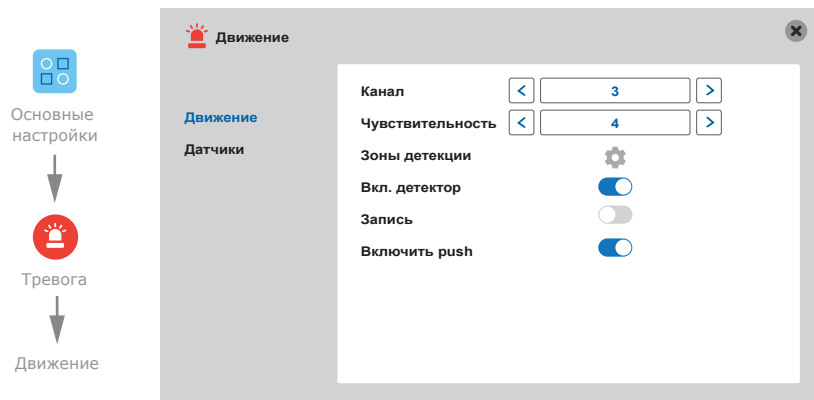 Основные
настройки
Тревога
Движение
Движение
Движение
Датчики
Канал 3
Чувствительность 4
Зоны детекции
Вкл. детектор
Запись
Включить push